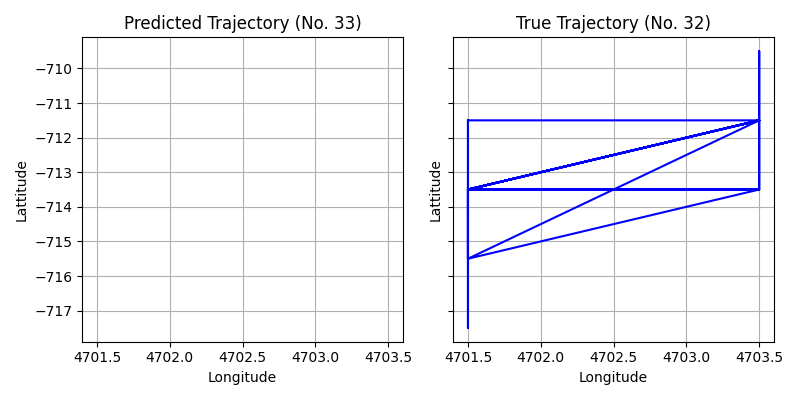 Predicted Trajectory (No. 33)
Lattitude
−710
−711
−712
−713
−714
−715
−716
−717
4701.5 4702.0 4702.5 4703.0 4703.5
Longitude
True Trajectory (No. 32)
Lattitude
4701.5 4702.0 4702.5 4703.0 4703.5
Longitude